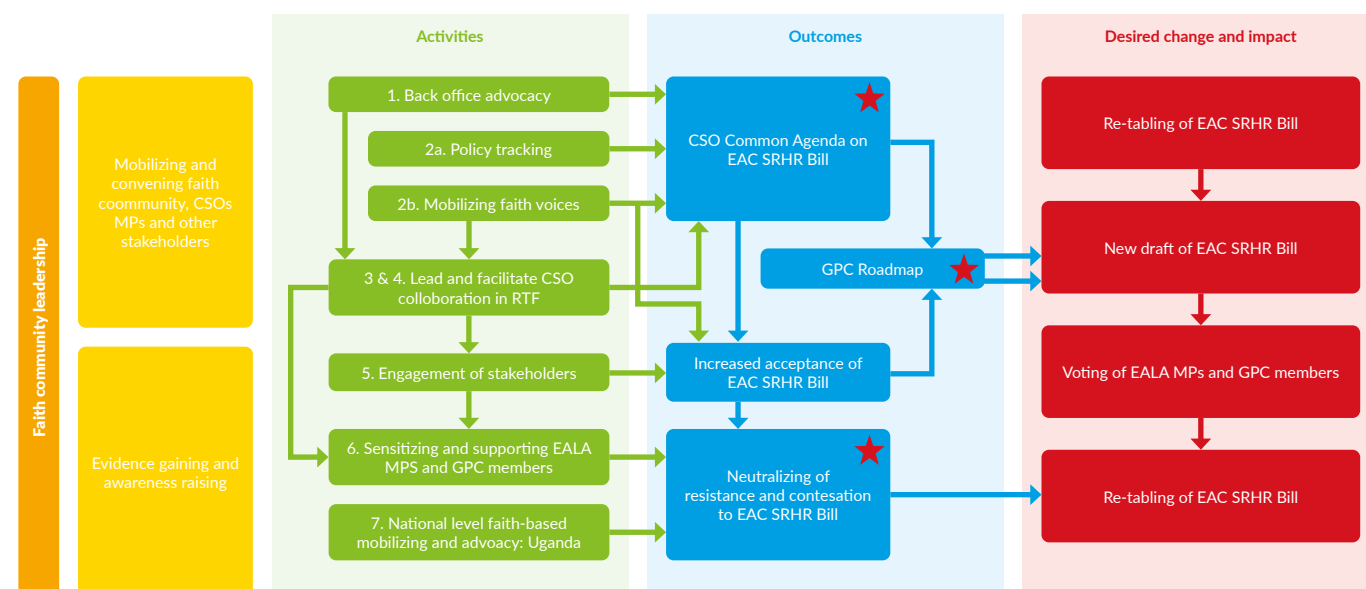 Activities
Outcomes
Desired change and impact
Faith community leadership
Mobilizing and
convening faith
coommunity, CSOs
MPs and other
stakeholders
Evidence gaining and
awareness raising
1. Back office advocacy
2a. Policy tracking
2b. Mobilizing faith voices
3 & 4. Lead and facilitate CSO
colloboration in RTF
5. Engagement of stakeholders
6. Sensitizing and supporting EALA
MPS and GPC members
7. National level faith-based
mobilizing and advoacy: Uganda
CSO Common Agenda on
EAC SRHR Bill
GPC Roadmap
Increased acceptance of
EAC SRHR Bill
Neutralizing of
resistance and contesation
to EAC SRHR Bill
Re-tabling of EAC SRHR Bill
New draft of EAC SRHR Bill
Voting of EALA MPs and GPC members
Re-tabling of EAC SRHR Bill